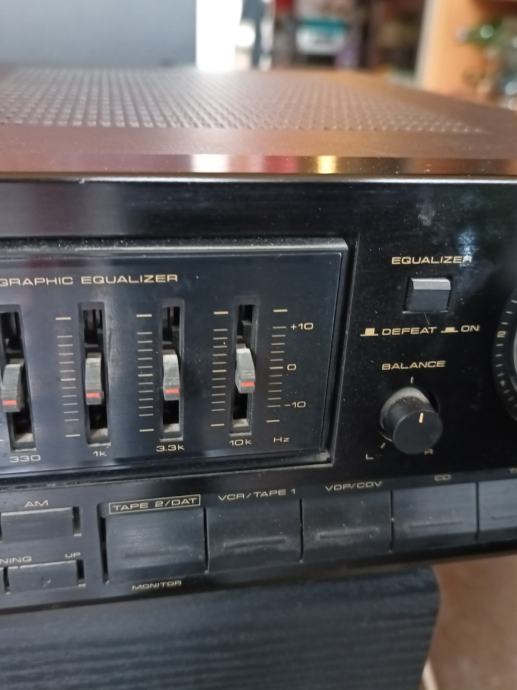 GRAPHIC EQUALIZER
EQUALIZER
+10
0
-10
DEFEAT ON
BALANCE
330 1k 3.3k 10k Hz
L R
AM
TAPE 2/DAT
VCR/TAPE 1
VDP/CDV
CD
NING UP
MONITOR